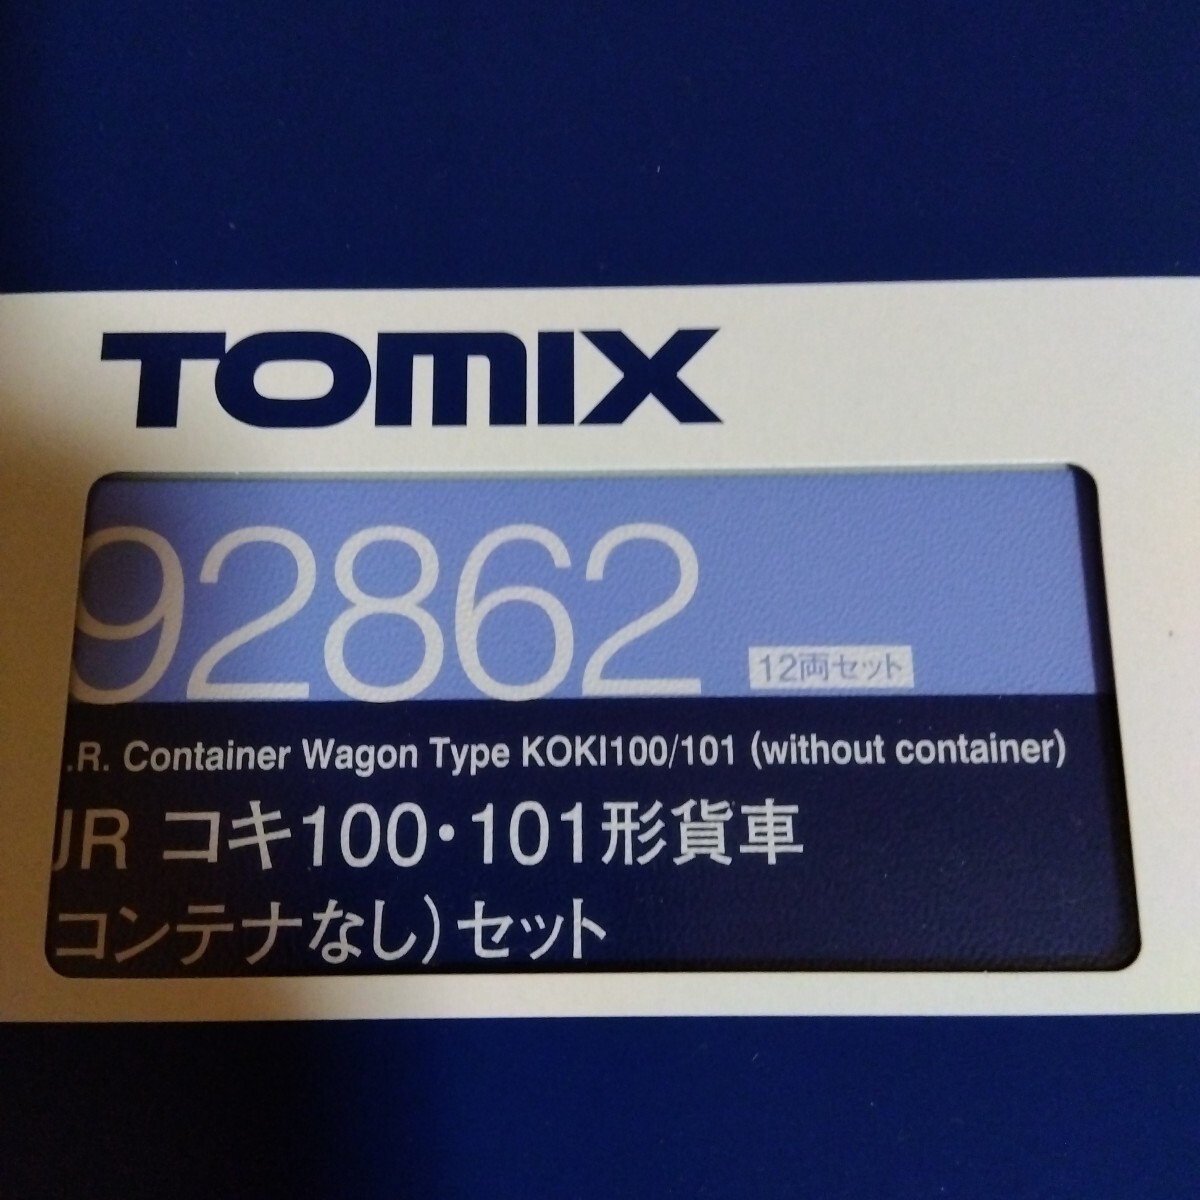 TOMIX
92862
12両セット
.R. Container Wagon Type KOKI100/101 (without container)
JR コキ100・101形貨車
コンテナなし)セット